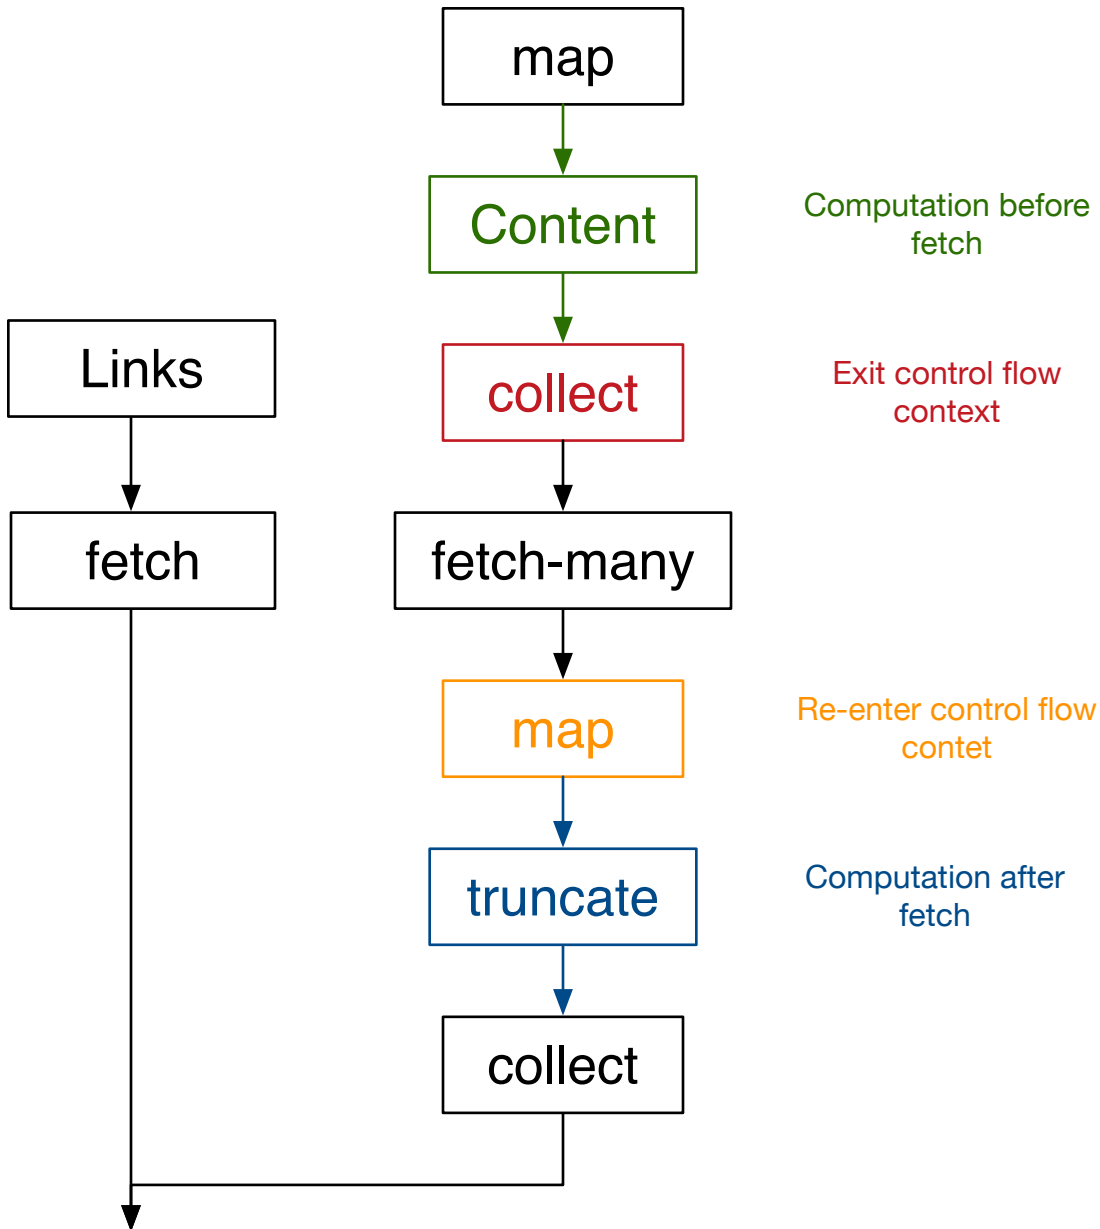 map
Content
Computation before
fetch
Links
collect
Exit control flow
context
fetch
fetch-many
map
Re-enter control flow
contet
truncate
Computation after
fetch
collect